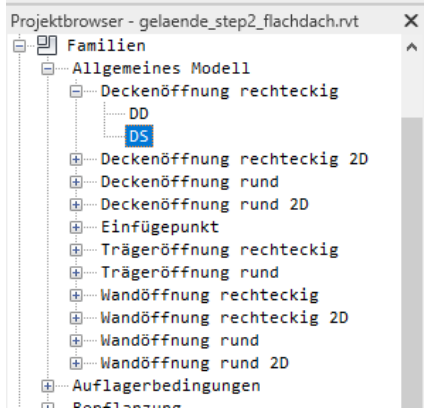 Projektbrowser - gelaende_step2_flachdach.rvt
Familien
Allgemeines Modell
Deckenöffnung rechteckig
DD
DS
Deckenöffnung rechteckig 2D
Deckenöffnung rund
Deckenöffnung rund 2D
Einfügepunkt
Trägeröffnung rechteckig
Trägeröffnung rund
Wandöffnung rechteckig
Wandöffnung rechteckig 2D
Wandöffnung rund
Wandöffnung rund 2D
Auflagerbedingungen
Bepflanzung